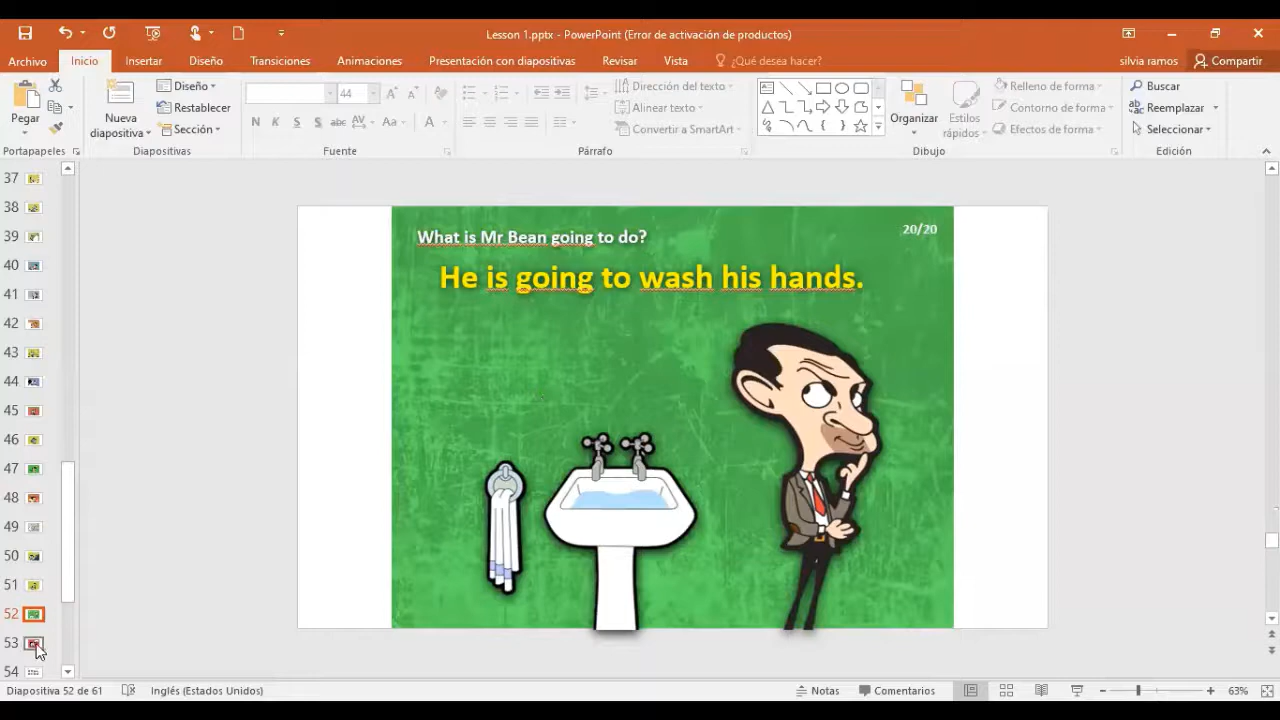 Lesson 1.pptx - PowerPoint (Error de activación de productos)
Archivo Inicio Insertar Diseño Transiciones Animaciones Presentación con diapositivas Revisar Vista ¿Qué desea hacer? silvia ramos Compartir
Pegar
Portapapeles
Nueva diapositiva
Diseño
Restablecer
Sección
Diapositivas
44
N K S S abc AV Aa A
Fuente
Dirección del texto
Alinear texto
Convertir a SmartArt
Párrafo
Organizar
Estilos rápidos
Relleno de forma
Contorno de forma
Efectos de forma
Dibujo
Buscar
Reemplazar
Seleccionar
Edición
37
38
39
40
41
42
43
44
45
46
47
48
49
50
51
52
53
54
What is Mr Bean going to do?
20/20
He is going to wash his hands.
Diapositiva 52 de 61 Inglés (Estados Unidos) Notas Comentarios 63%